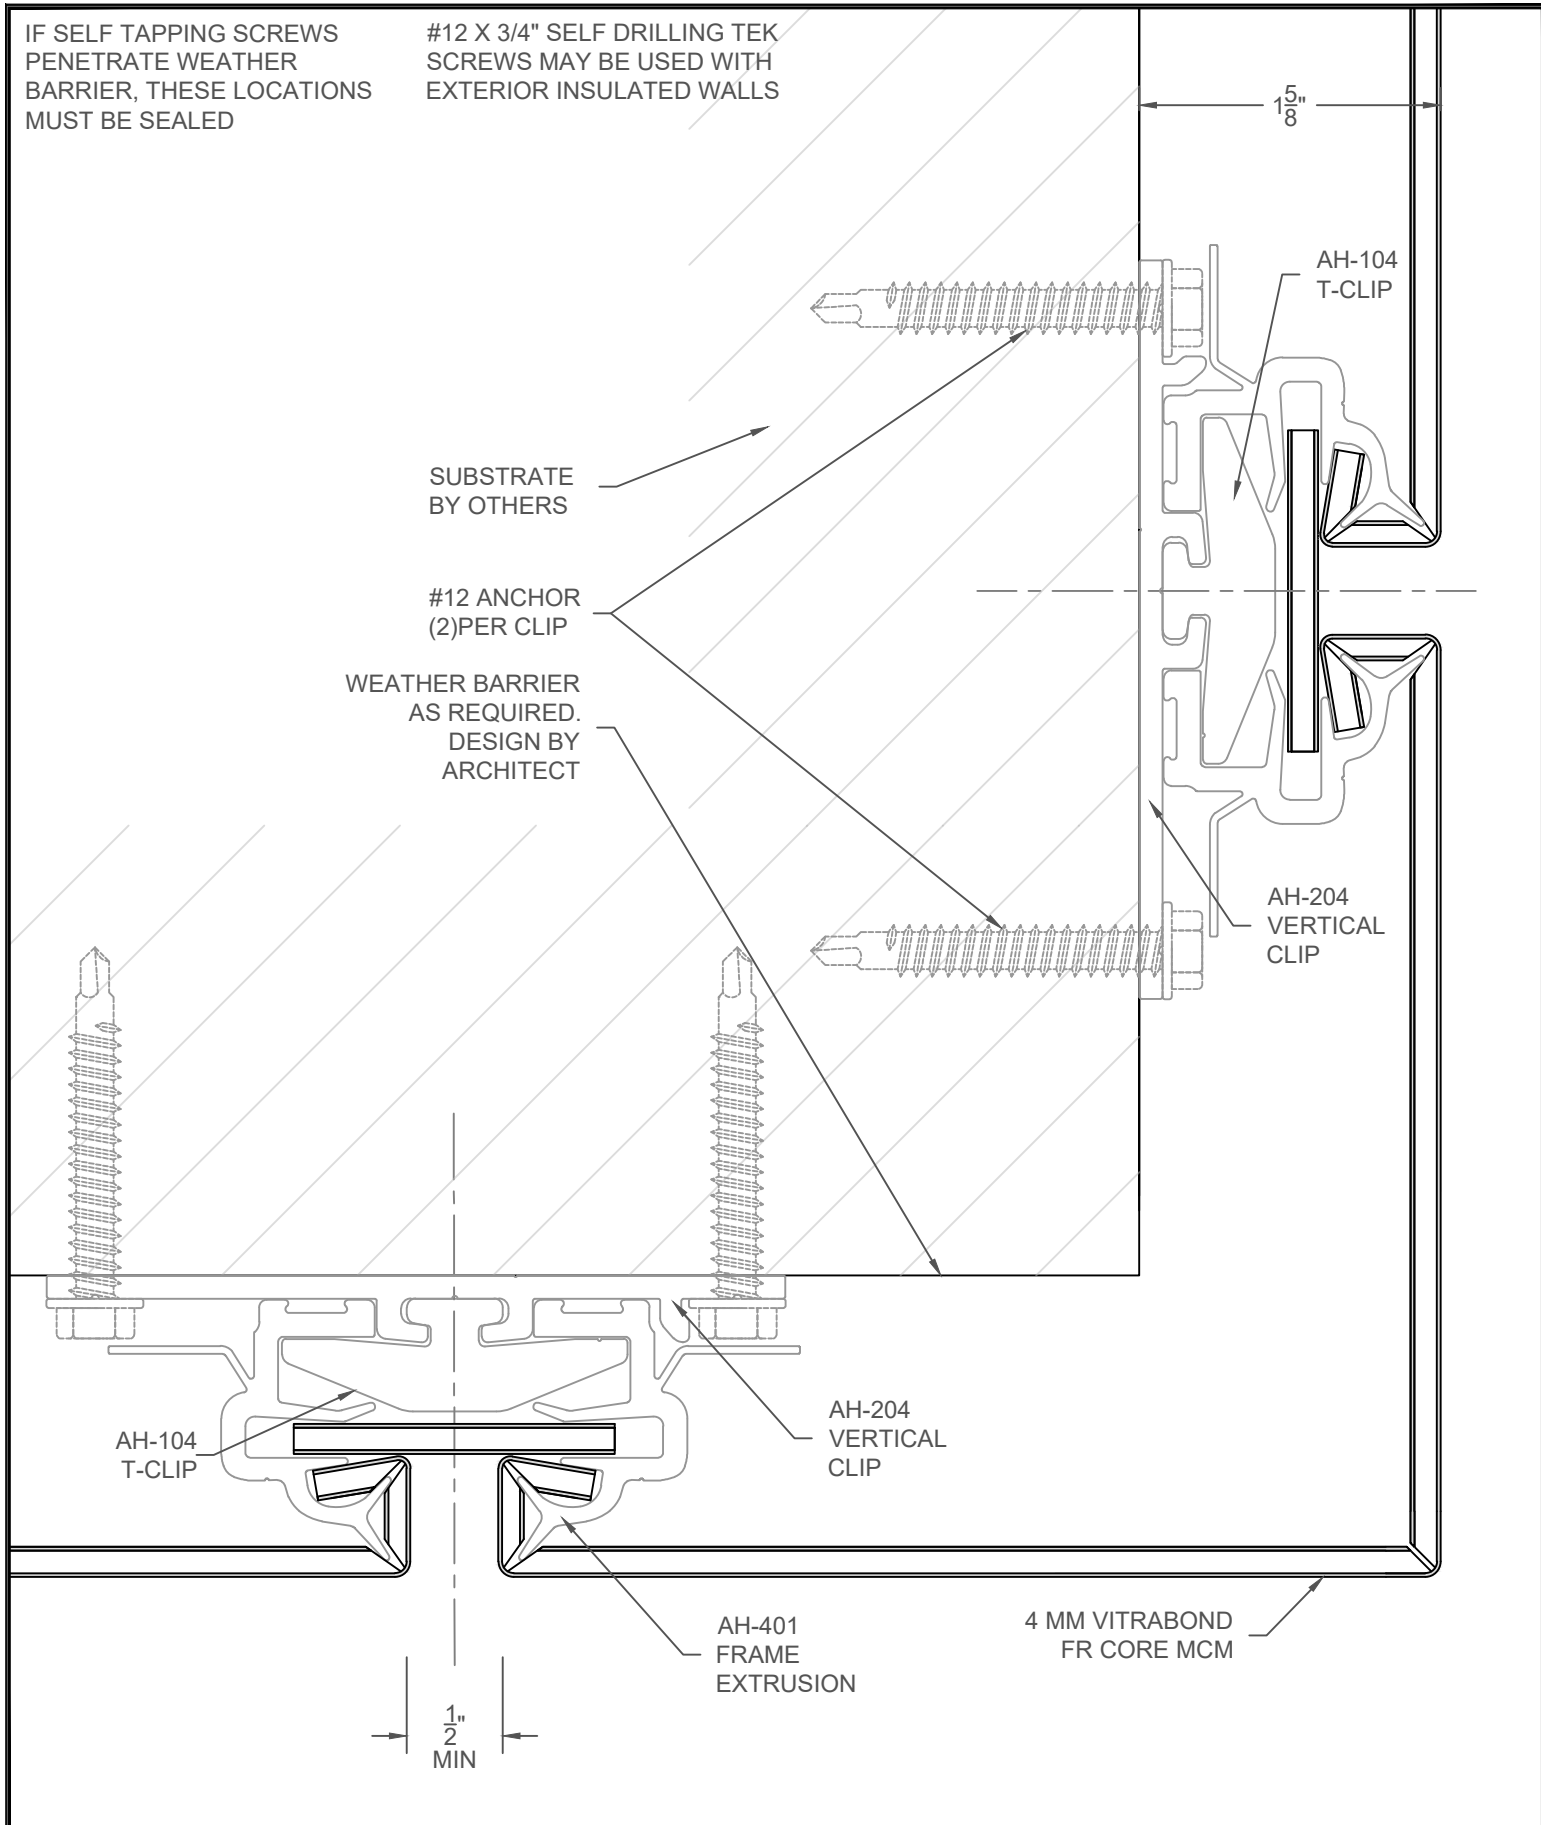 IF SELF TAPPING SCREWS
PENETRATE WEATHER
BARRIER, THESE LOCATIONS
MUST BE SEALED
#12 X 3/4" SELF DRILLING TEK
SCREWS MAY BE USED WITH
EXTERIOR INSULATED WALLS
1 5/8"
AH-104
T-CLIP
SUBSTRATE
BY OTHERS
#12 ANCHOR
(2)PER CLIP
WEATHER BARRIER
AS REQUIRED.
DESIGN BY
ARCHITECT
AH-204
VERTICAL
CLIP
AH-104
T-CLIP
AH-204
VERTICAL
CLIP
AH-401
FRAME
EXTRUSION
4 MM VITRABOND
FR CORE MCM
1/2"
MIN